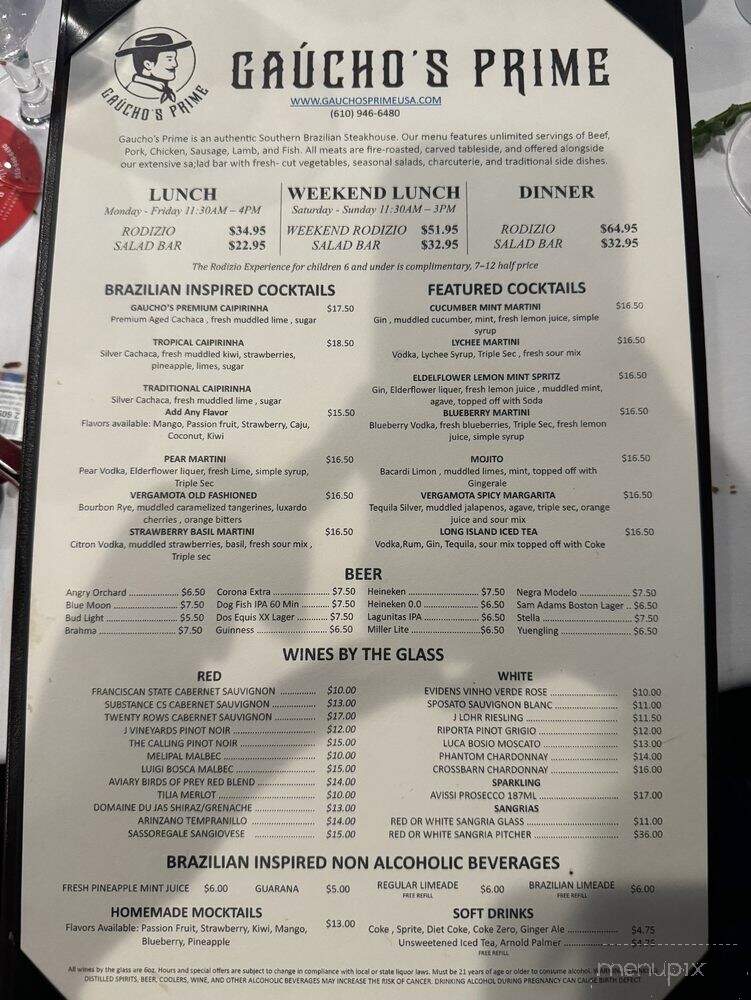 GAÚCHO'S PRIME
GAÚCHO'S PRIME
WWW.GAUCHOSPRIMEUSA.COM
(610) 946-6480
Gaucho's Prime is an authentic Southern Brazilian Steakhouse. Our menu features unlimited servings of Beef,
Pork, Chicken, Sausage, Lamb, and Fish. All meats are fire-roasted, carved tableside, and offered alongside
our extensive sa;lad bar with fresh- cut vegetables, seasonal salads, charcuterie, and traditional side dishes.
LUNCH
Monday - Friday 11:30AM – 4PM
RODIZIO $34.95
SALAD BAR $22.95
WEEKEND LUNCH
Saturday - Sunday 11:30AM – 3PM
WEEKEND RODIZIO $51.95
SALAD BAR $32.95
DINNER
RODIZIO $64.95
SALAD BAR $32.95
The Rodizio Experience for children 6 and under is complimentary, 7–12 half price
BRAZILIAN INSPIRED COCKTAILS
GAUCHO'S PREMIUM CAIPIRINHA $17.50
Premium Aged Cachaca , fresh muddled lime , sugar
TROPICAL CAIPIRINHA $18.50
Silver Cachaca, fresh muddled kiwi, strawberries,
pineapple, limes, sugar
TRADITIONAL CAIPIRINHA
Silver Cachaca, fresh muddled lime , sugar
Add Any Flavor $15.50
Flavors available: Mango, Passion fruit, Strawberry, Caju,
Coconut, Kiwi
PEAR MARTINI $16.50
Pear Vodka, Elderflower liquer, fresh Lime, simple syrup,
Triple Sec
VERGAMOTA OLD FASHIONED $16.50
Bourbon Rye, muddled caramelized tangerines, luxardo
cherries , orange bitters
STRAWBERRY BASIL MARTINI $16.50
Citron Vodka, muddled strawberries, basil, fresh sour mix ,
Triple sec
FEATURED COCKTAILS
CUCUMBER MINT MARTINI $16.50
Gin , muddled cucumber, mint, fresh lemon juice, simple
syrup
LYCHEE MARTINI $16.50
Vodka, Lychee Syrup, Triple Sec , fresh sour mix
ELDELFLOWER LEMON MINT SPRITZ $16.50
Gin, Elderflower liquer, fresh lemon juice , muddled mint,
agave, topped off with Soda
BLUEBERRY MARTINI $16.50
Blueberry Vodka, fresh blueberries, Triple Sec, fresh lemon
juice, simple syrup
MOJITO $16.50
Bacardi Limon , muddled limes, mint, topped off with
Gingerale
VERGAMOTA SPICY MARGARITA $16.50
Tequila Silver, muddled jalapenos, agave, triple sec, orange
juice and sour mix
LONG ISLAND ICED TEA $16.50
Vodka,Rum, Gin, Tequila, sour mix topped off with Coke
BEER
Angry Orchard ........ $6.50
Blue Moon ........ $7.50
Bud Light ........ $5.50
Brahma ........ $7.50
Corona Extra ........ $7.50
Dog Fish IPA 60 Min ........ $7.50
Dos Equis XX Lager ........ $7.50
Guinness ........ $6.50
Heineken ........ $7.50
Heineken 0.0 ........ $6.50
Lagunitas IPA ........ $6.50
Miller Lite ........ $6.50
Negra Modelo ........ $7.50
Sam Adams Boston Lager .. $6.50
Stella ........ $7.50
Yuengling ........ $6.50
WINES BY THE GLASS
RED
FRANCISCAN STATE CABERNET SAUVIGNON ........ $10.00
SUBSTANCE CS CABERNET SAUVIGNON ........ $13.00
TWENTY ROWS CABERNET SAUVIGNON ........ $17.00
J VINEYARDS PINOT NOIR ........ $12.00
THE CALLING PINOT NOIR ........ $15.00
MELIPAL MALBEC ........ $10.00
LUIGI BOSCA MALBEC ........ $15.00
AVIARY BIRDS OF PREY RED BLEND ........ $14.00
TILIA MERLOT ........ $10.00
DOMAINE DU JAS SHIRAZ/GRENACHE ........ $13.00
ARINZANO TEMPRANILLO ........ $14.00
SASSOREGALE SANGIOVESE ........ $15.00
WHITE
EVIDENS VINHO VERDE ROSE ........ $10.00
SPOSATO SAUVIGNON BLANC ........ $11.00
J LOHR RIESLING ........ $11.50
RIPORTA PINOT GRIGIO ........ $12.00
LUCA BOSIO MOSCATO ........ $13.00
PHANTOM CHARDONNAY ........ $14.00
CROSSBARN CHARDONNAY ........ $16.00
SPARKLING
AVISSI PROSECCO 187ML ........ $17.00
SANGRIAS
RED OR WHITE SANGRIA GLASS ........ $11.00
RED OR WHITE SANGRIA PITCHER ........ $36.00
BRAZILIAN INSPIRED NON ALCOHOLIC BEVERAGES
FRESH PINEAPPLE MINT JUICE $6.00 GUARANA $5.00 REGULAR LIMEADE $6.00 BRAZILIAN LIMEADE $6.00
FREE REFILL FREE REFILL
HOMEMADE MOCKTAILS
Flavors Available: Passion Fruit, Strawberry, Kiwi, Mango, $13.00
Blueberry, Pineapple
SOFT DRINKS
Coke , Sprite, Diet Coke, Coke Zero, Ginger Ale ........ $4.75
Unsweetened Iced Tea, Arnold Palmer ........ $4.75
FREE REFILL
All wines by the glass are 6oz. Hours and special offers are subject to change in compliance with local or state liquor laws. Must be 21 years of age or older to consume alcohol.
DISTILLED SPIRITS, BEER, COOLERS, WINE, AND OTHER ALCOHOLIC BEVERAGES MAY INCREASE THE RISK OF CANCER. DRINKING ALCOHOL DURING PREGNANCY CAN CAUSE BIRTH DEFECT
menupix